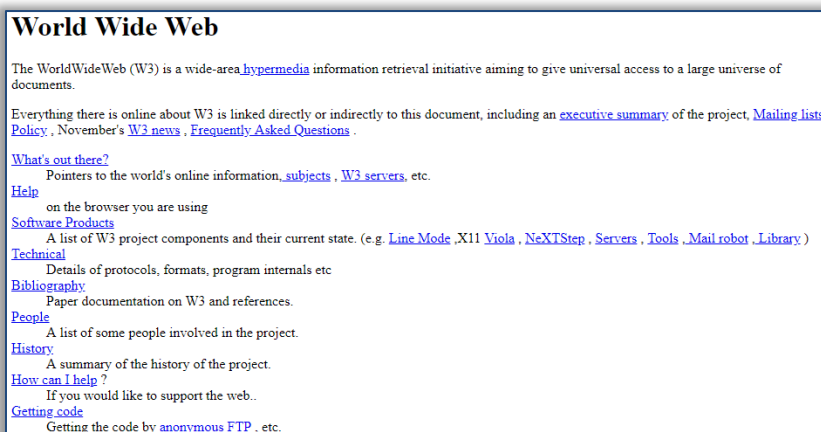 World Wide Web
The WorldWideWeb (W3) is a wide-area hypermedia information retrieval initiative aiming to give universal access to a large universe of
documents.
Everything there is online about W3 is linked directly or indirectly to this document, including an executive summary of the project, Mailing lists
Policy , November's W3 news , Frequently Asked Questions .
What's out there?
Pointers to the world's online information, subjects , W3 servers, etc.
Help
on the browser you are using
Software Products
A list of W3 project components and their current state. (e.g. Line Mode ,X11 Viola , NeXTStep , Servers , Tools , Mail robot , Library )
Technical
Details of protocols, formats, program internals etc
Bibliography
Paper documentation on W3 and references.
People
A list of some people involved in the project.
History
A summary of the history of the project.
How can I help ?
If you would like to support the web..
Getting code
Getting the code by anonymous FTP , etc.